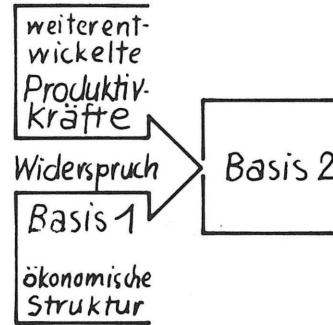 weiterent-
wickelte
Produktiv-
kräfte
Widerspruch
Basis 1
ökonomische
Struktur
Basis 2